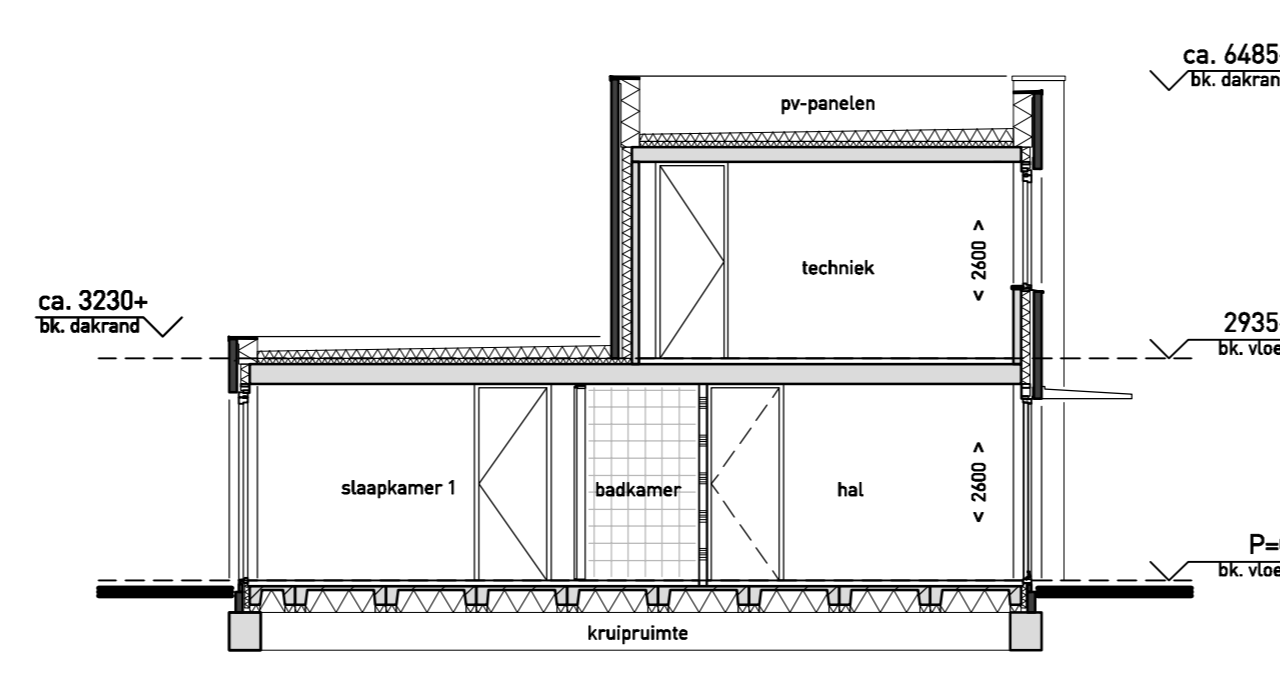 ca. 6485
bk. dakran
pv-panelen
techniek
< 2600 >
ca. 3230+
bk. dakrand
2935
bk. vloe
slaapkamer 1
badkamer
hal
< 2600 >
P=
bk. vloe
kruipruimte